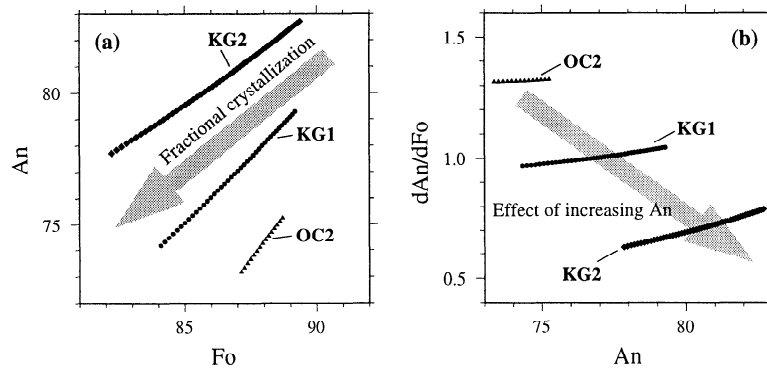 (a)
KG2
Fractional crystallization
KG1
OC2
80
75
An
85
90
Fo
(b)
1.5
OC2
KG1
1.0
dAn/dFo
Effect of increasing An
KG2
0.5
75
80
An